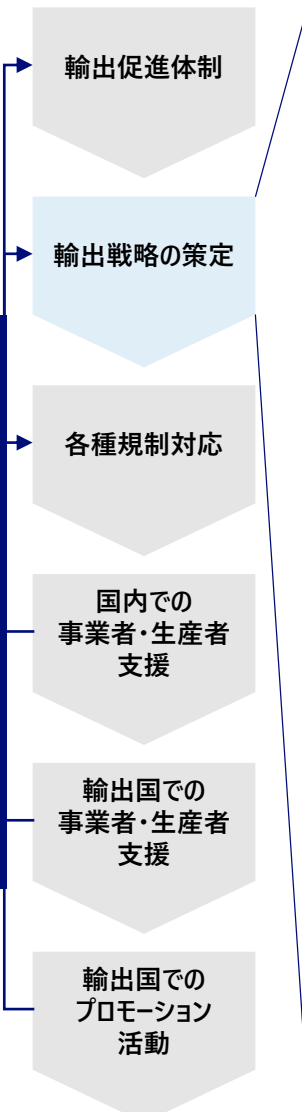 輸出促進体制
輸出戦略の策定
各種規制対応
国内での
事業者・生産者
支援
輸出国での
事業者・生産者
支援
輸出国での
プロモーション
活動